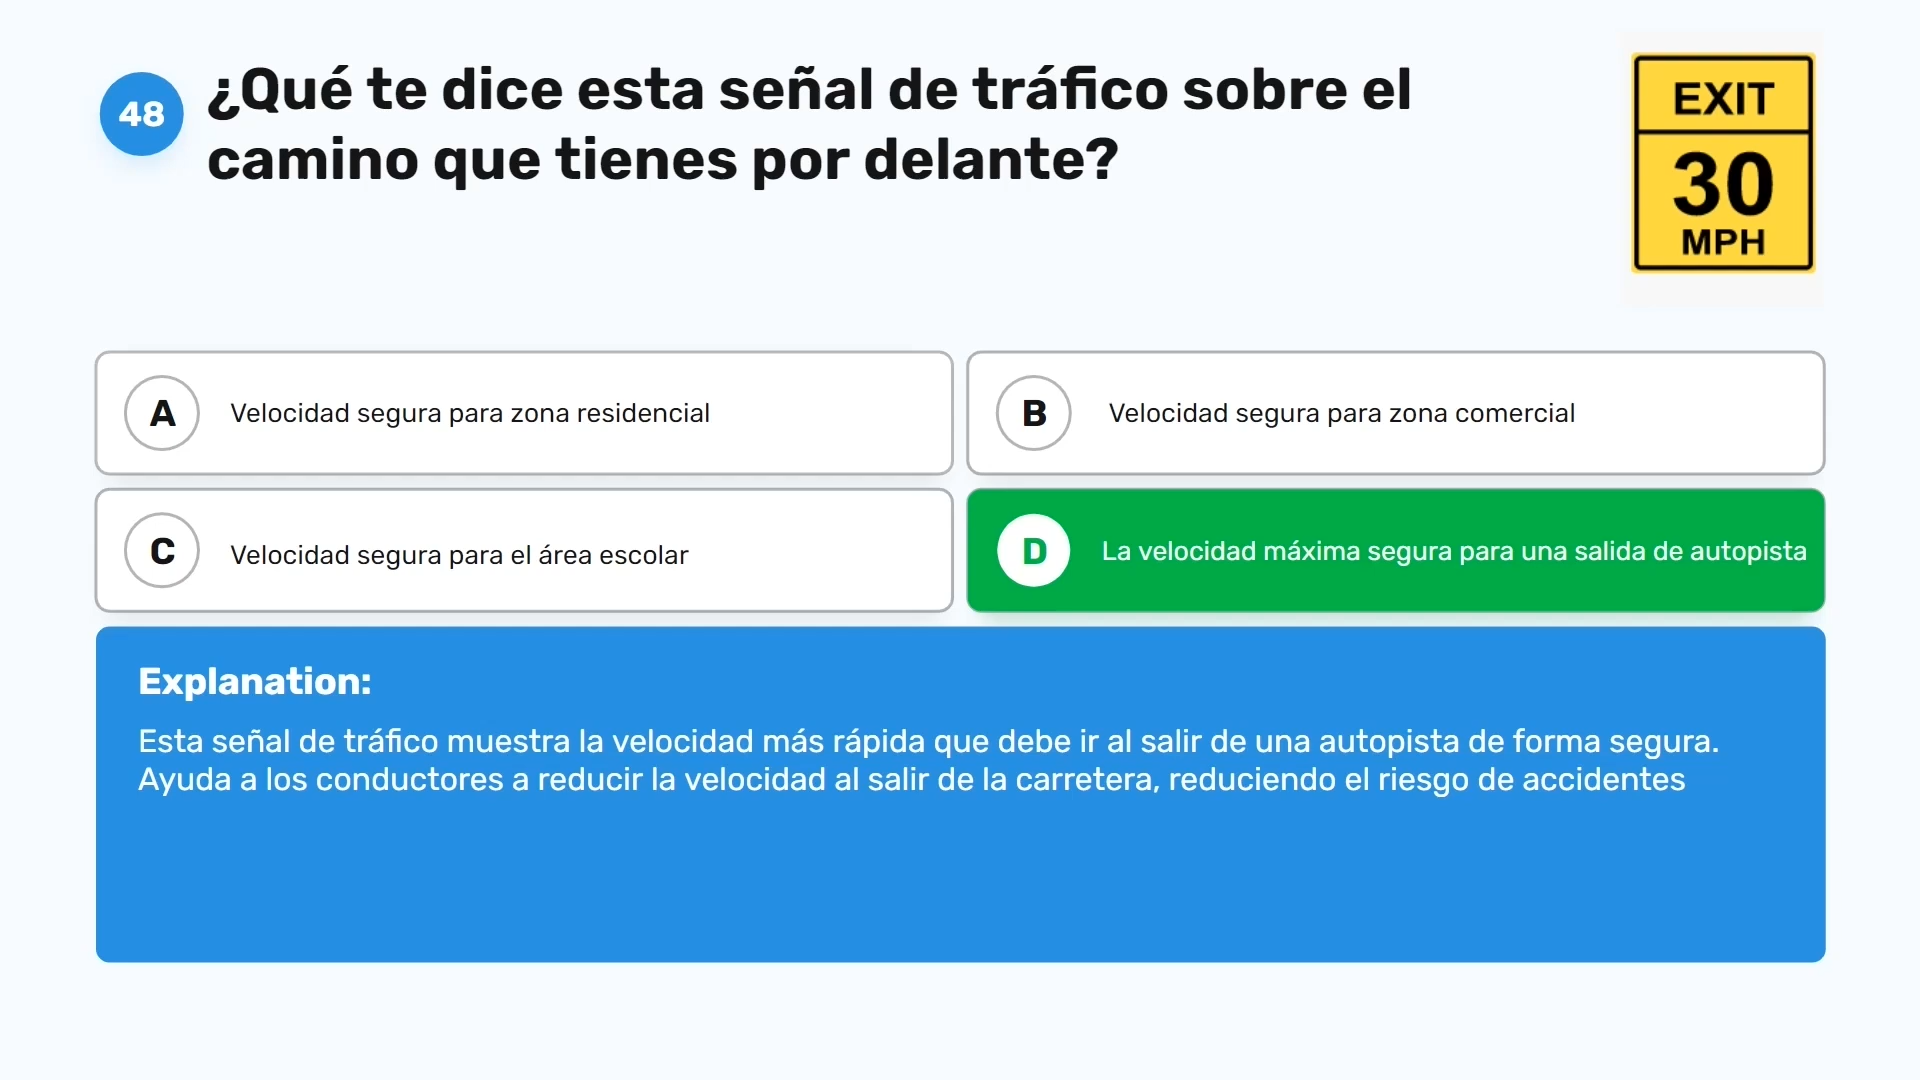 48
¿Qué te dice esta señal de tráfico sobre el
camino que tienes por delante?
EXIT
30
MPH
A Velocidad segura para zona residencial
B Velocidad segura para zona comercial
C Velocidad segura para el área escolar
D La velocidad máxima segura para una salida de autopista
Explanation:
Esta señal de tráfico muestra la velocidad más rápida que debe ir al salir de una autopista de forma segura.
Ayuda a los conductores a reducir la velocidad al salir de la carretera, reduciendo el riesgo de accidentes